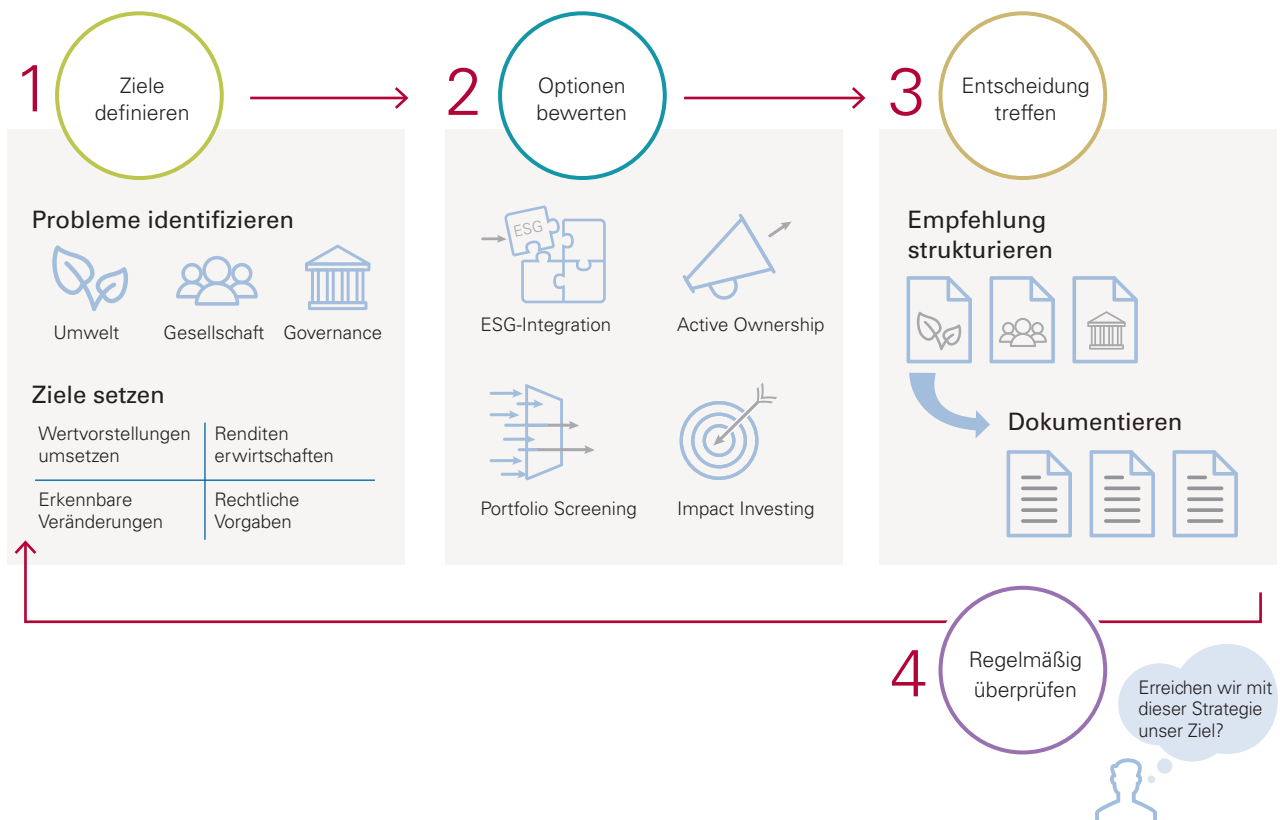 1
Ziele
definieren
Probleme identifizieren
Umwelt
Gesellschaft
Governance
Ziele setzen
Wertvorstellungen
umsetzen
Renditen
erwirtschaften
Erkennbare
Veränderungen
Rechtliche
Vorgaben
2
Optionen
bewerten
ESG
ESG-Integration
Active Ownership
Portfolio Screening
Impact Investing
3
Entscheidung
treffen
Empfehlung
strukturieren
Dokumentieren
4
Regelmäßig
überprüfen
Erreichen wir mit
dieser Strategie
unser Ziel?